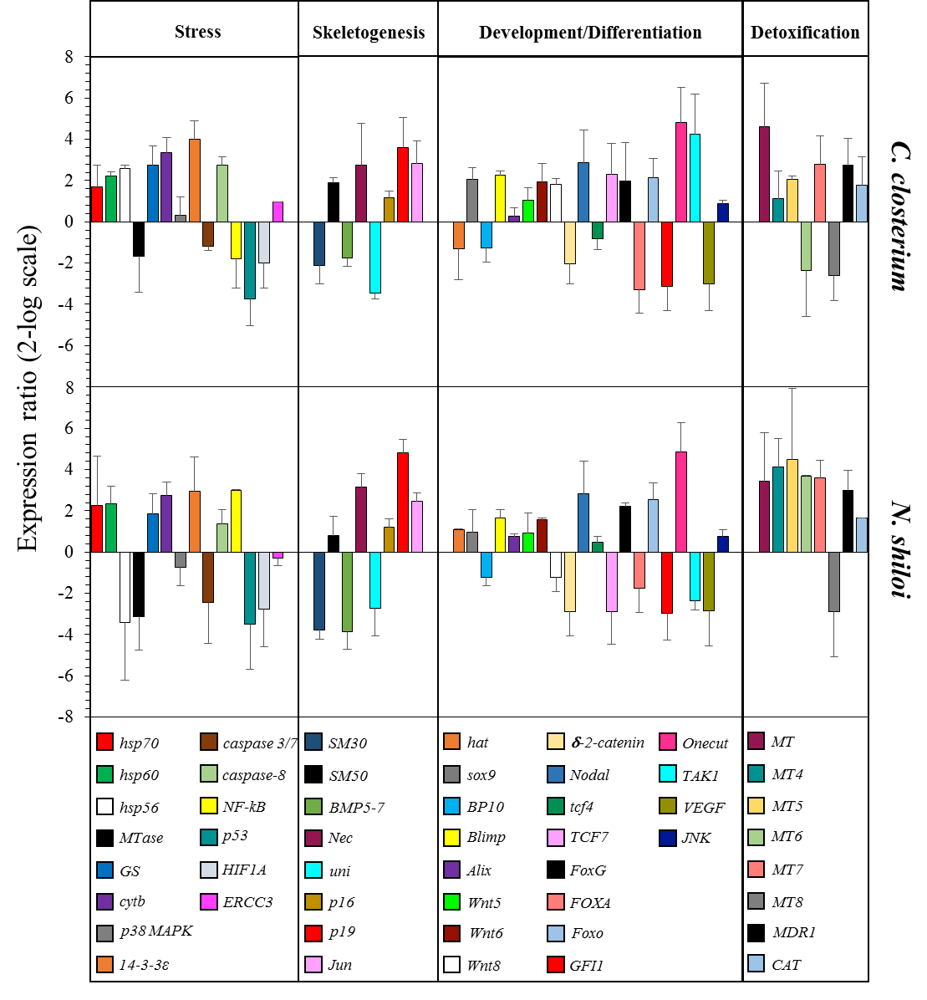 Stress Skeletogenesis Development/Differentiation Detoxification
Expression ratio (2-log scale)
8
6
4
2
0
-2
-4
-6
C. closterium
8
6
4
2
0
-2
-4
-6
-8
N. shiloi
hsp70
hsp60
hsp56
MTase
GS
cytb
p38 MAPK
14-3-3ε
caspase 3/7
caspase-8
NF-kB
p53
HIF1A
ERCC3
SM30
SM50
BMP5-7
Nec
uni
p16
p19
Jun
hat
sox9
BP10
Blimp
Alix
Wnt5
Wnt6
Wnt8
δ-2-catenin
Nodal
tcf4
TCF7
FoxG
FOXA
Foxo
GFI1
Onecut
TAK1
VEGF
JNK
MT
MT4
MT5
MT6
MT7
MT8
MDR1
CAT